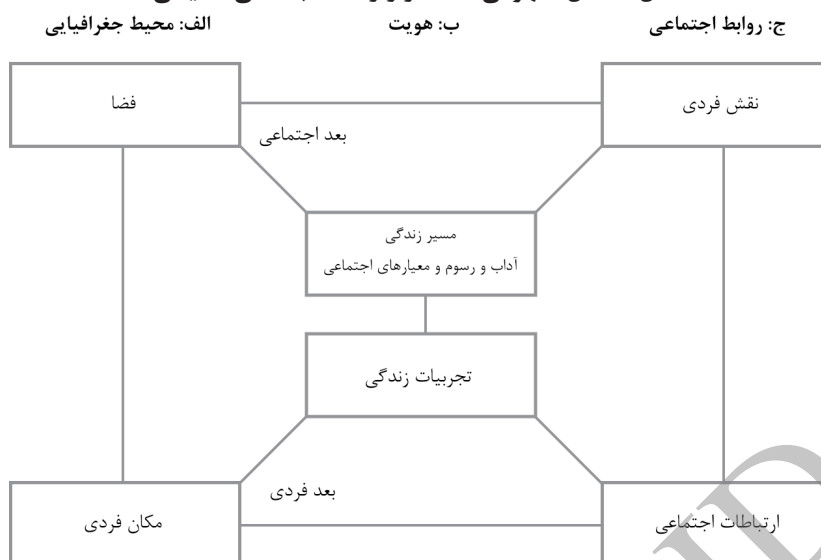 ج: روابط اجتماعی
ب: هویت
الف: محیط جغرافیایی
نقش فردی
فضا
بعد اجتماعی
مسیر زندگی
آداب و رسوم و معیارهای اجتماعی
تجربیات زندگی
بعد فردی
ارتباطات اجتماعی
مکان فردی